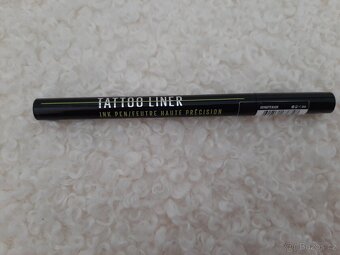 TATTOO LINER
INK PEN/FEUTRE HAUTE PRÉCISION